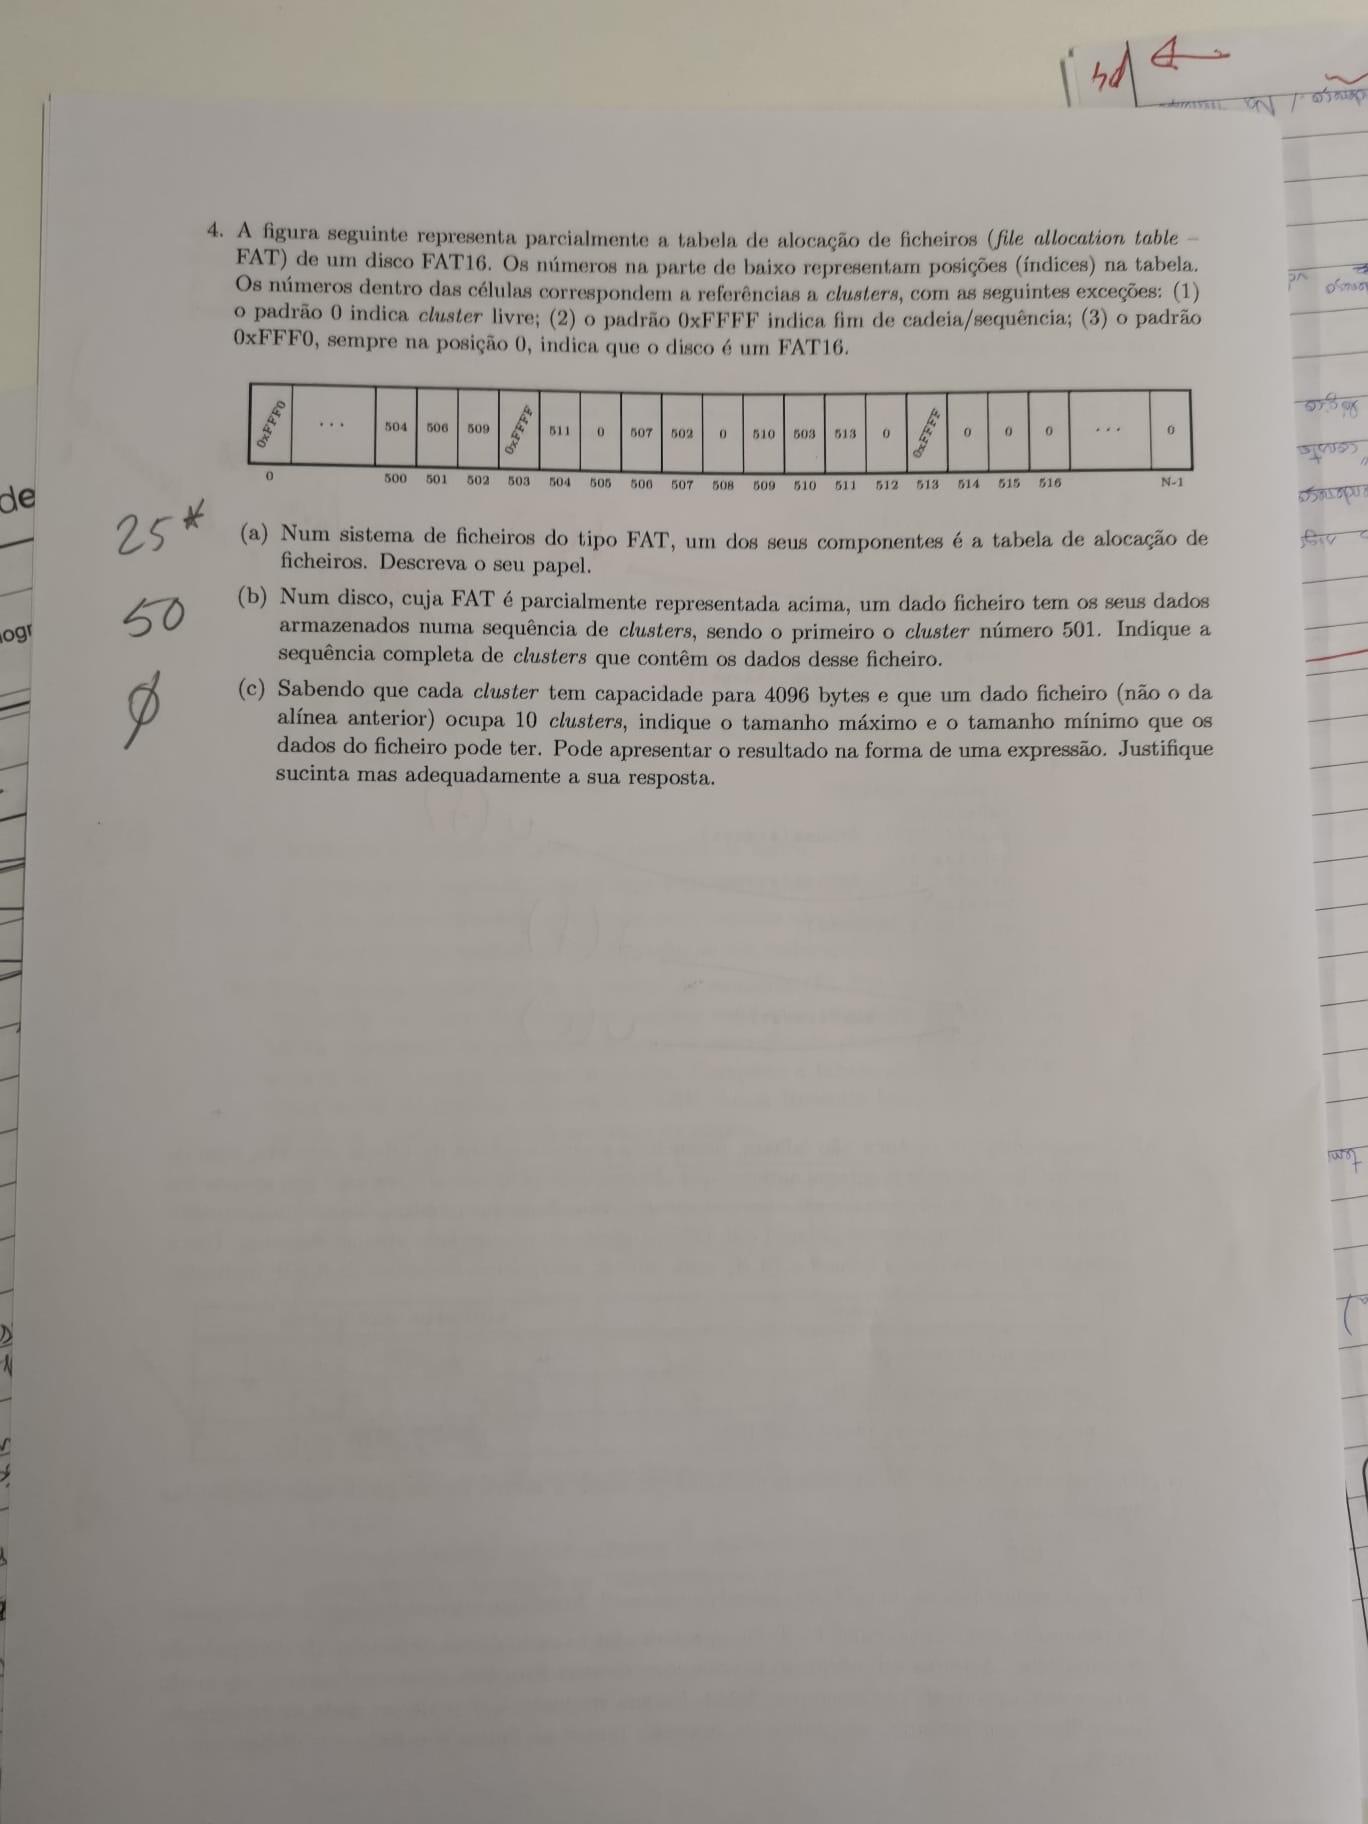 4. A figura seguinte representa parcialmente a tabela de alocação de ficheiros (file allocation table –
FAT) de um disco FAT16. Os números na parte de baixo representam posições (índices) na tabela.
Os números dentro das células correspondem a referências a clusters, com as seguintes exceções: (1)
o padrão 0 indica cluster livre; (2) o padrão 0xFFFF indica fim de cadeia/sequência; (3) o padrão
0xFFF0, sempre na posição 0, indica que o disco é um FAT16.
0xFFF0 ... 504 506 509 0xFFFF 511 0 507 502 0 510 503 513 0 0xFFFF 0 0 0 ... 0
0 500 501 502 503 504 505 506 507 508 509 510 511 512 513 514 515 516 N-1
25*
(a) Num sistema de ficheiros do tipo FAT, um dos seus componentes é a tabela de alocação de
ficheiros. Descreva o seu papel.
50
(b) Num disco, cuja FAT é parcialmente representada acima, um dado ficheiro tem os seus dados
armazenados numa sequência de clusters, sendo o primeiro o cluster número 501. Indique a
sequência completa de clusters que contêm os dados desse ficheiro.
Ø
(c) Sabendo que cada cluster tem capacidade para 4096 bytes e que um dado ficheiro (não o da
alínea anterior) ocupa 10 clusters, indique o tamanho máximo e o tamanho mínimo que os
dados do ficheiro pode ter. Pode apresentar o resultado na forma de uma expressão. Justifique
sucinta mas adequadamente a sua resposta.
de